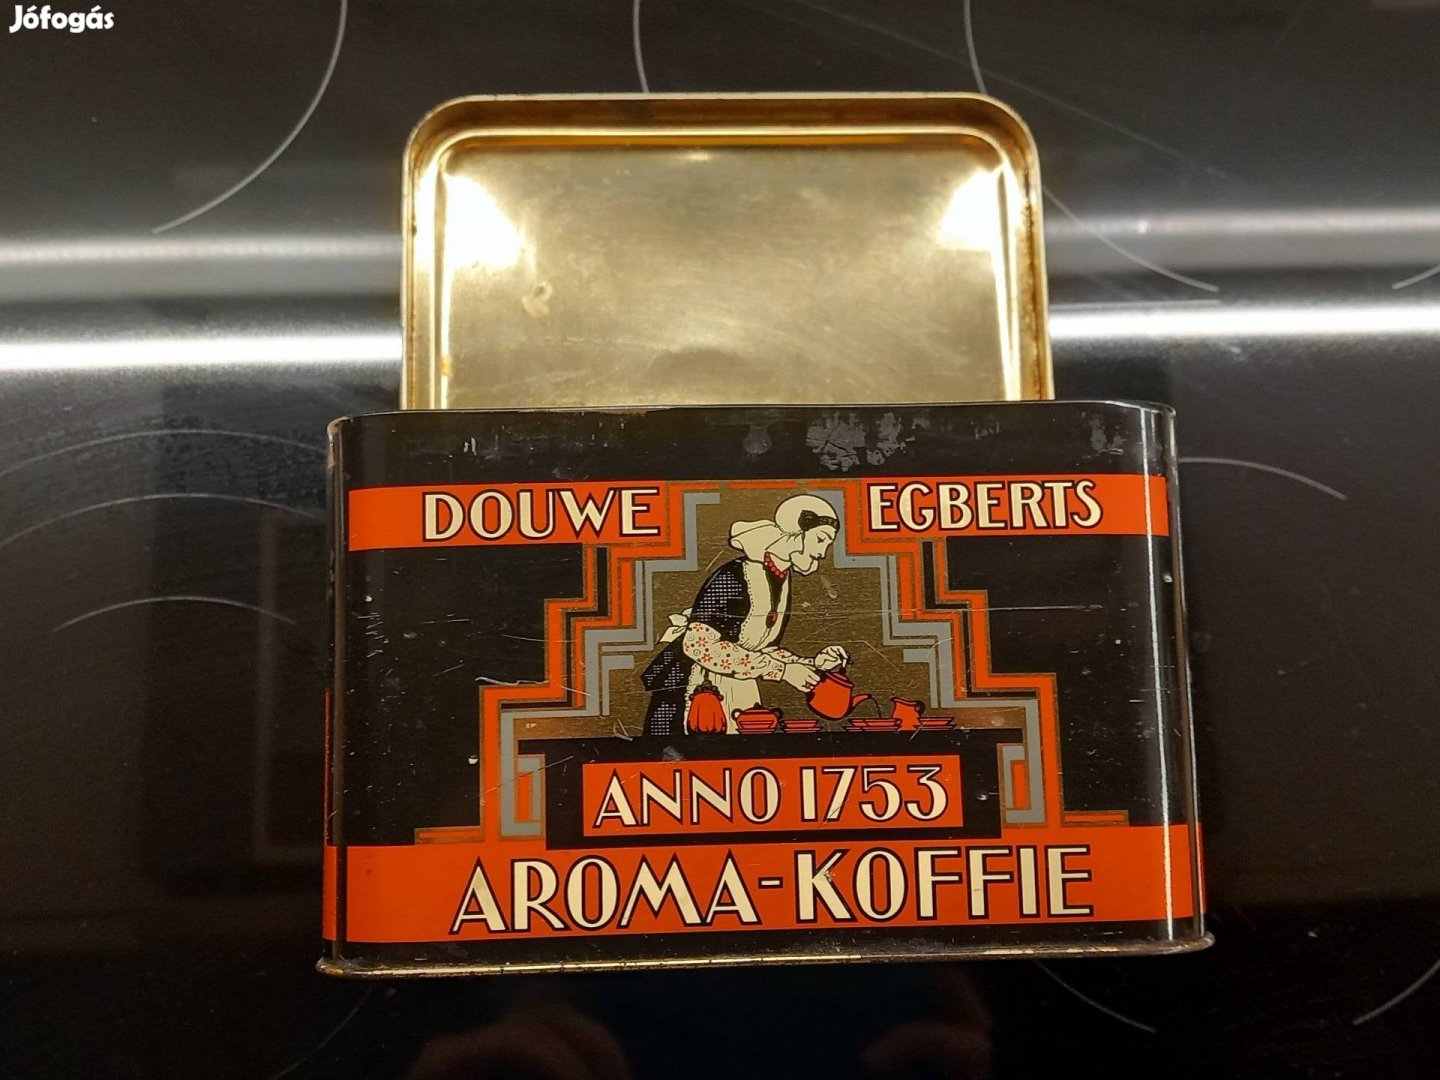 Jófogás
DOUWE EGBERTS
ANNO 1753
AROMA-KOFFIE